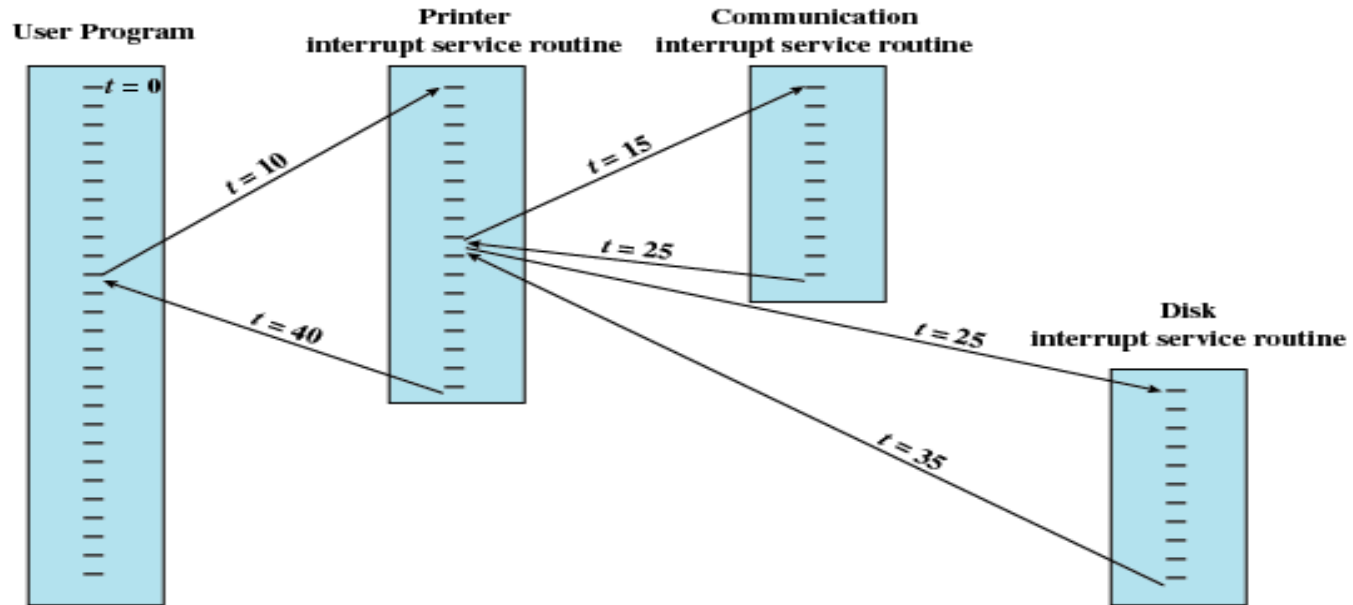 User Program
Printer
interrupt service routine
Communication
interrupt service routine
t = 0
t = 10
t = 15
t = 25
t = 40
t = 25
Disk
interrupt service routine
t = 35